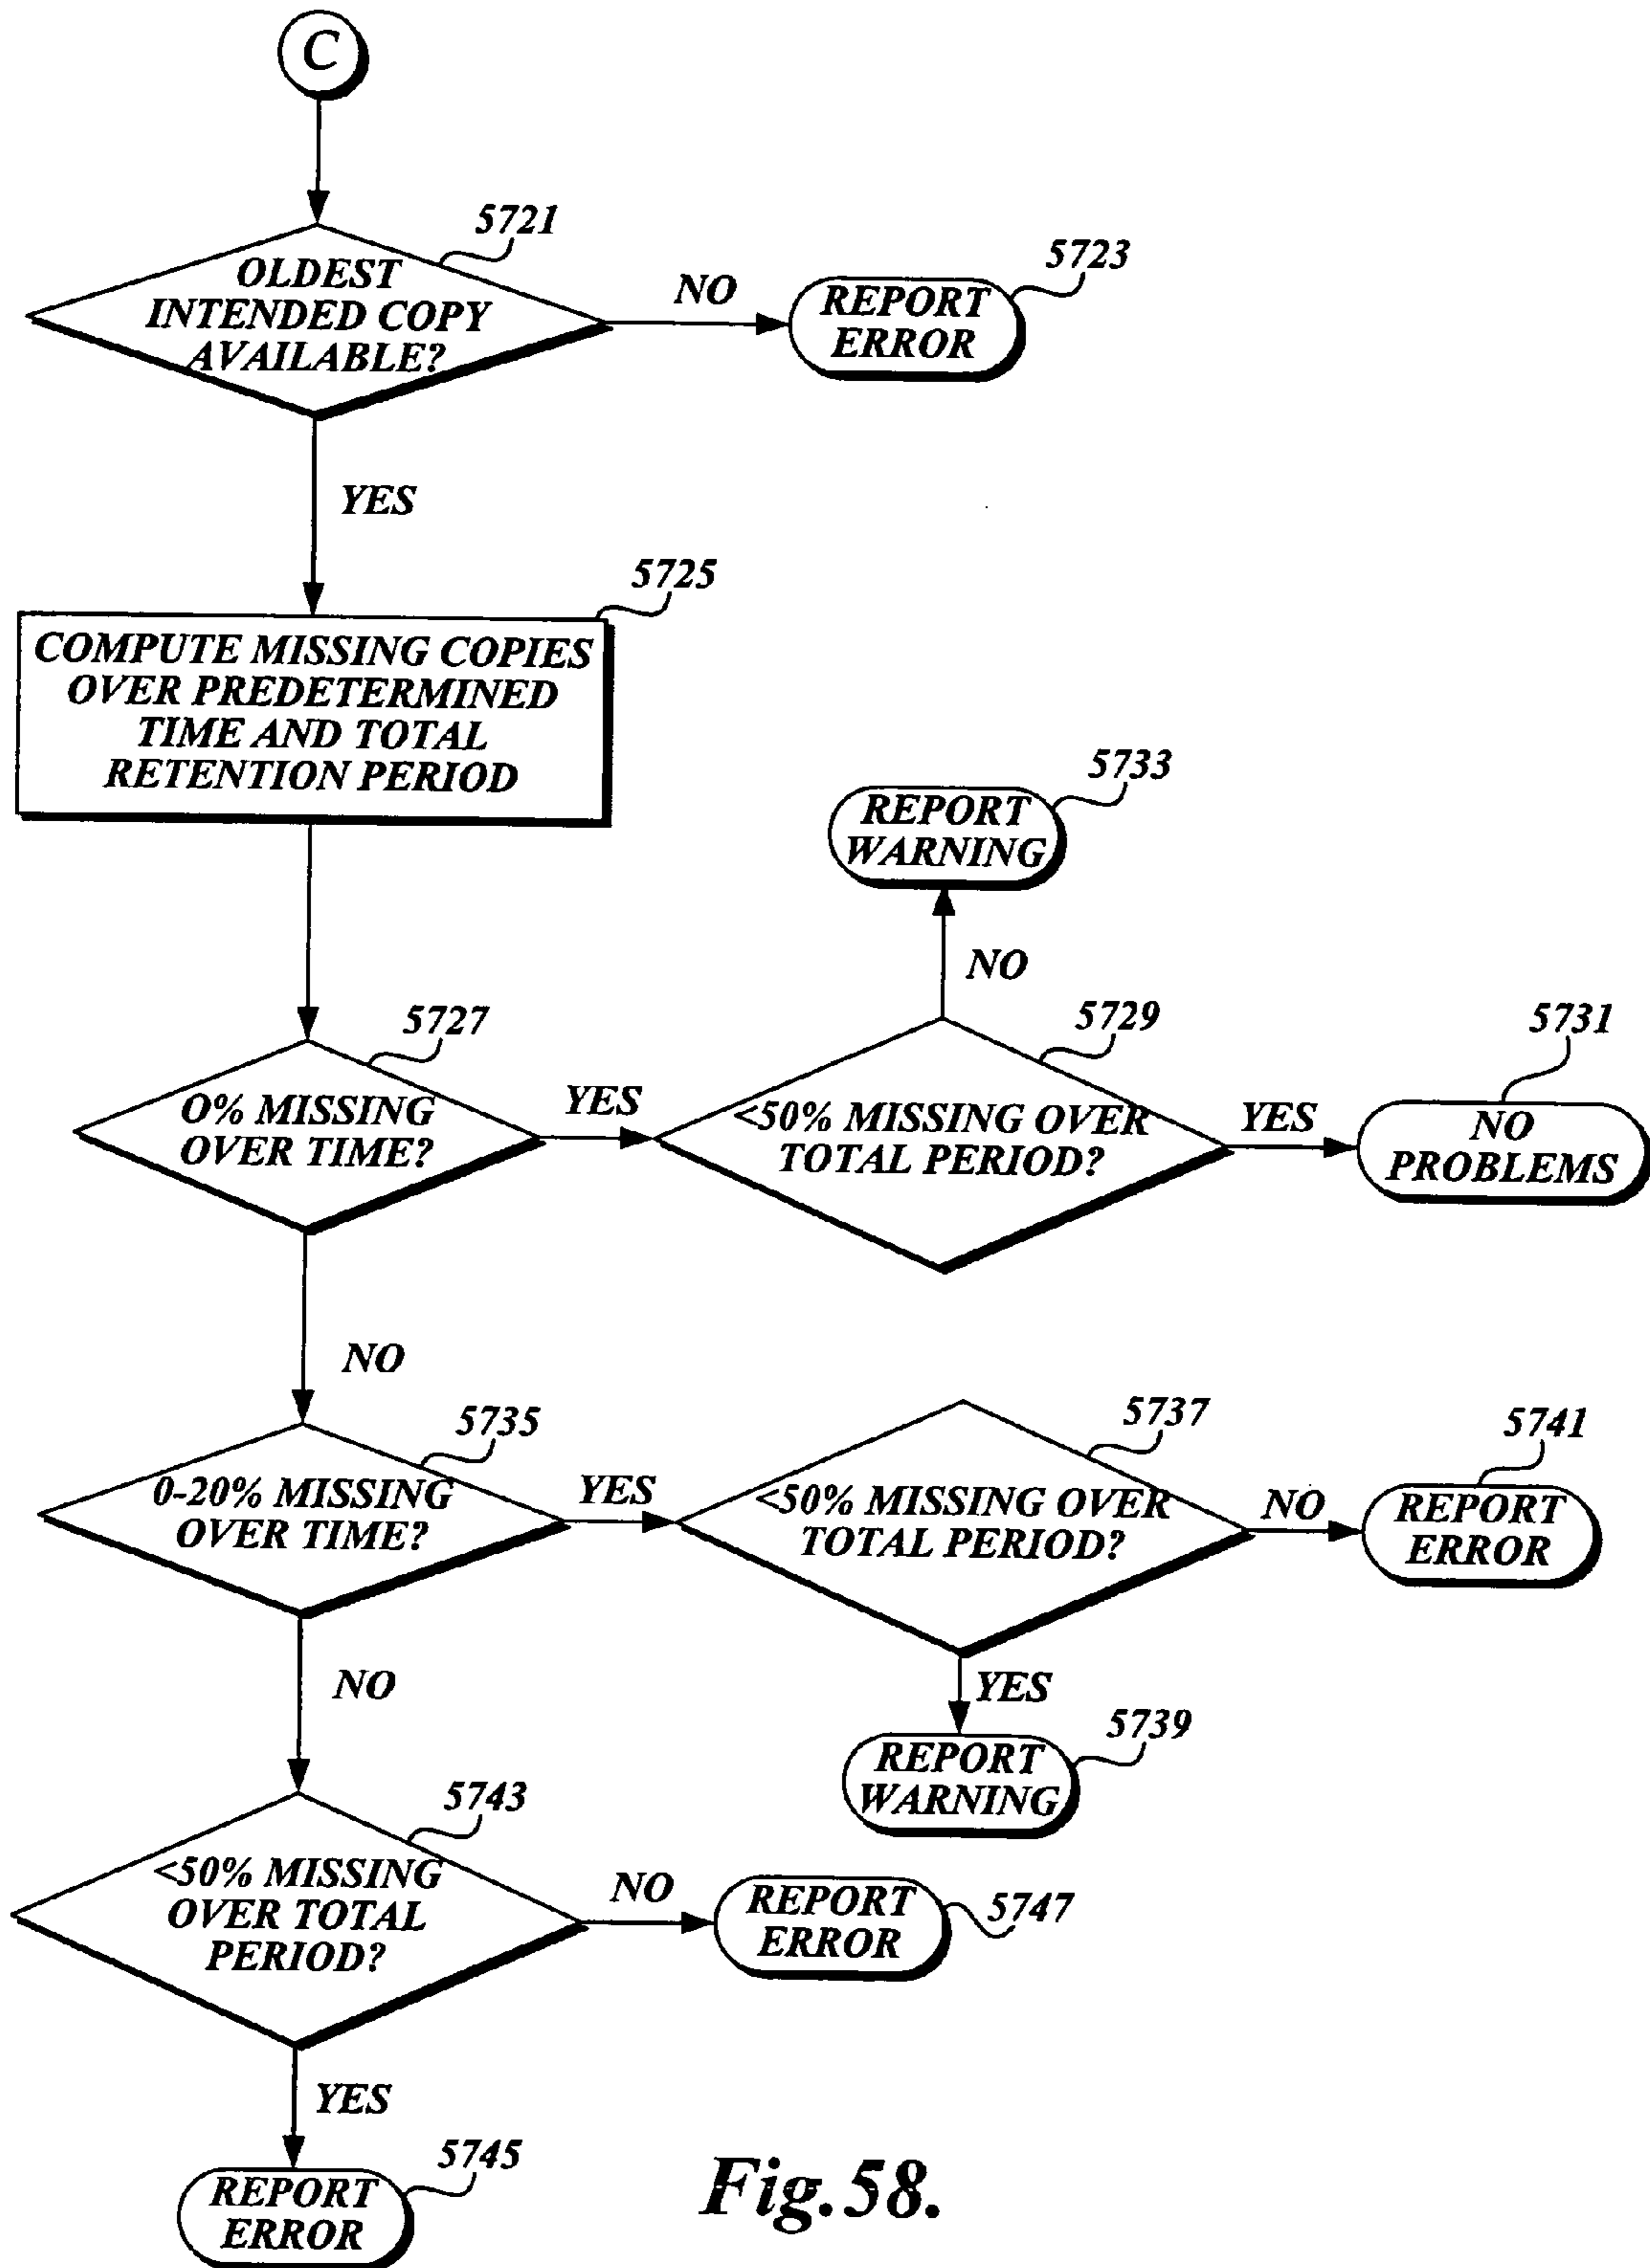 C
5721
OLDEST
INTENDED COPY
AVAILABLE?
NO
5723
REPORT
ERROR
YES
5725
COMPUTE MISSING COPIES
OVER PREDETERMINED
TIME AND TOTAL
RETENTION PERIOD
5733
REPORT
WARNING
NO
5727
O% MISSING
OVER TIME?
YES
5729
<50% MISSING OVER
TOTAL PERIOD?
YES
5731
NO
PROBLEMS
NO
5735
0-20% MISSING
OVER TIME?
YES
5737
<50% MISSING OVER
TOTAL PERIOD?
NO
5741
REPORT
ERROR
YES
5739
REPORT
WARNING
NO
5743
<50% MISSING
OVER TOTAL
PERIOD?
NO
REPORT
ERROR
5747
YES
5745
REPORT
ERROR
Fig.58.